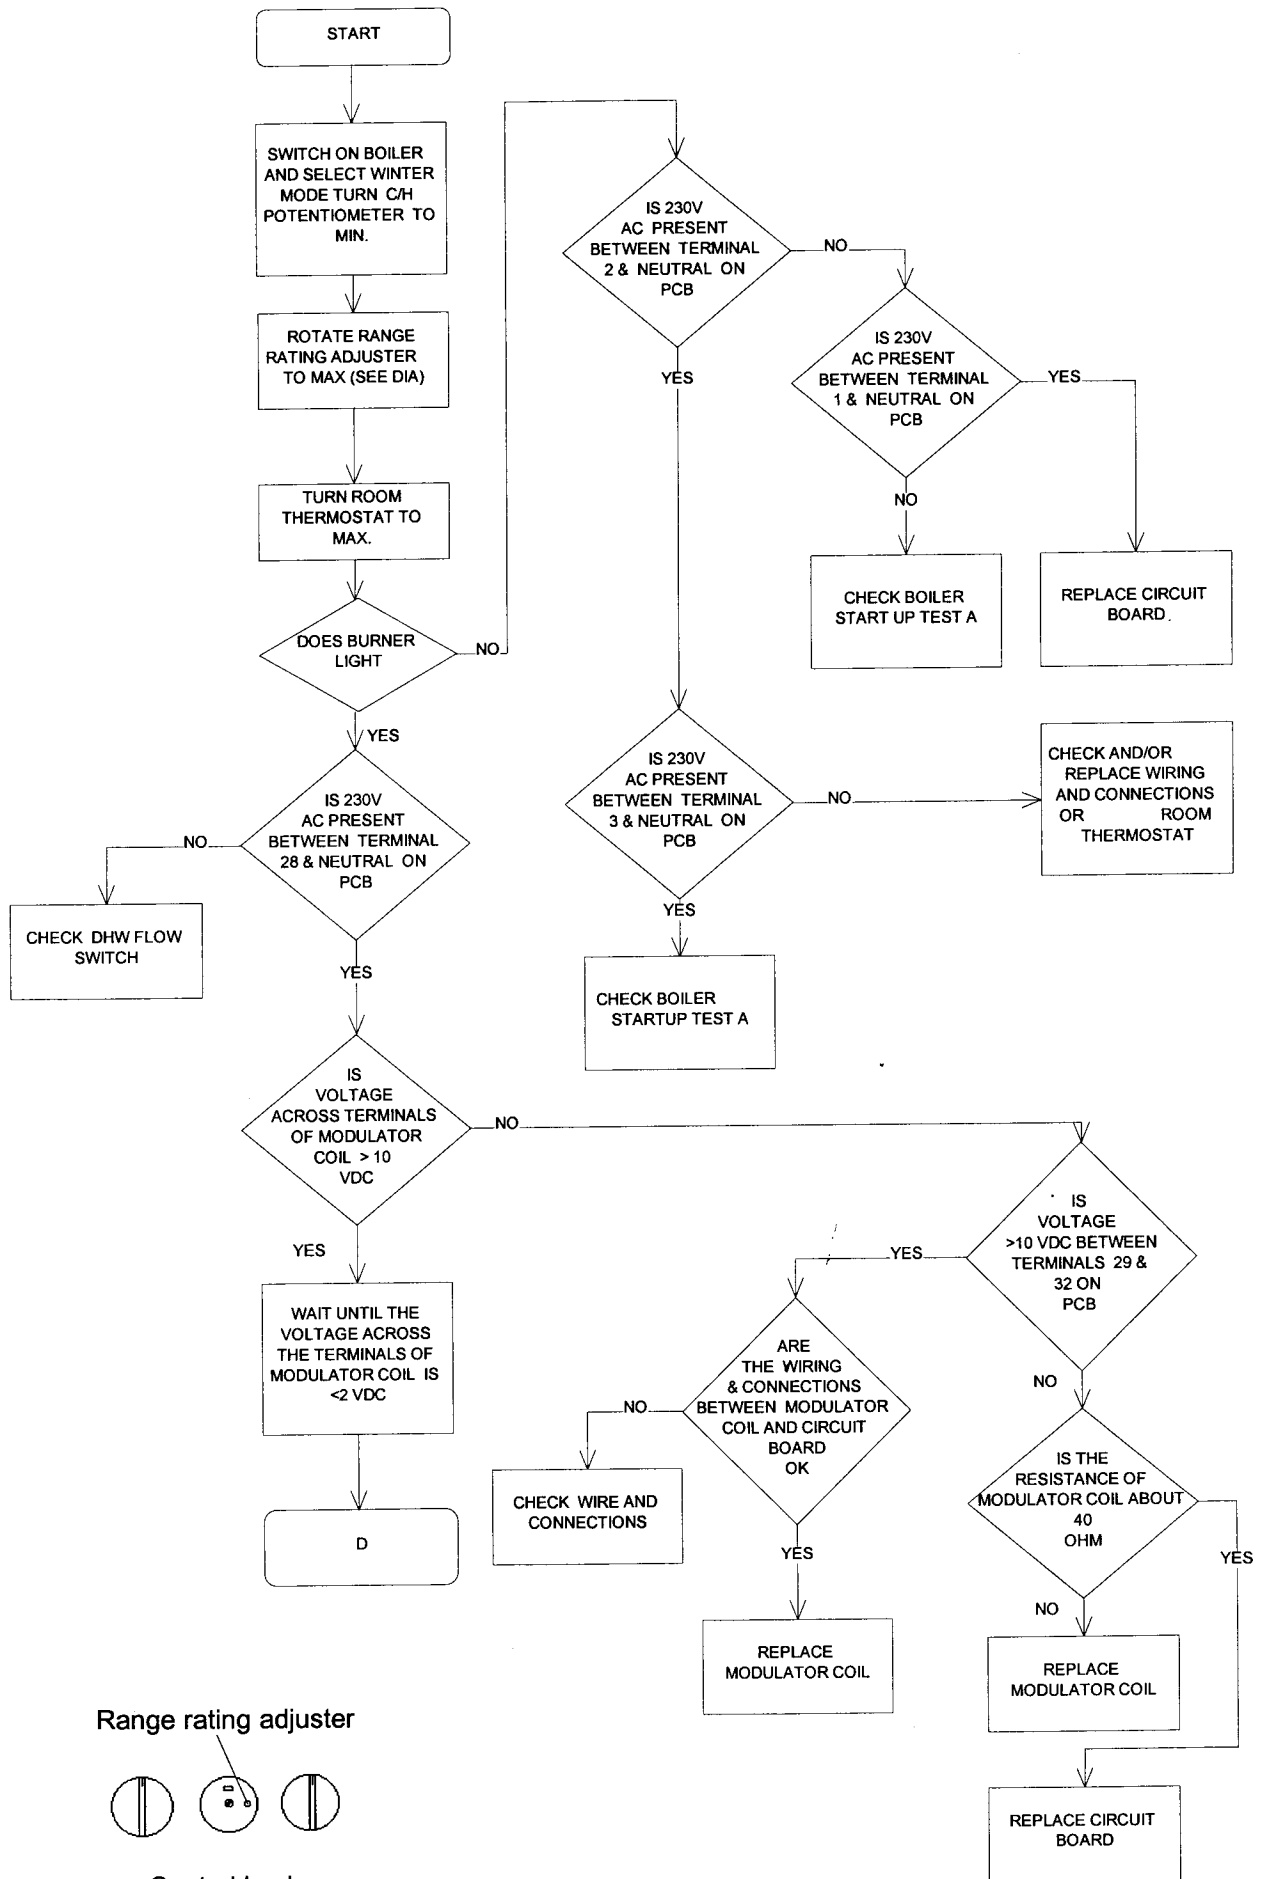 START
SWITCH ON BOILER
AND SELECT WINTER
MODE TURN C/H
POTENTIOMETER TO
MIN.
ROTATE RANGE
RATING ADJUSTER
TO MAX (SEE DIA)
TURN ROOM
THERMOSTAT TO
MAX.
DOES BURNER
LIGHT
NO
YES
IS 230V
AC PRESENT
BETWEEN TERMINAL
2 & NEUTRAL ON
PCB
NO
YES
IS 230V
AC PRESENT
BETWEEN TERMINAL
1 & NEUTRAL ON
PCB
YES
NO
CHECK BOILER
START UP TEST A
REPLACE CIRCUIT
BOARD.
IS 230V
AC PRESENT
BETWEEN TERMINAL
3 & NEUTRAL ON
PCB
NO
YES
CHECK AND/OR
REPLACE WIRING
AND CONNECTIONS
OR ROOM
THERMOSTAT
CHECK BOILER
STARTUP TEST A
IS 230V
AC PRESENT
BETWEEN TERMINAL
28 & NEUTRAL ON
PCB
NO
YES
CHECK DHW FLOW
SWITCH
IS
VOLTAGE
ACROSS TERMINALS
OF MODULATOR
COIL > 10
VDC
NO
YES
WAIT UNTIL THE
VOLTAGE ACROSS
THE TERMINALS OF
MODULATOR COIL IS
<2 VDC
D
IS
VOLTAGE
>10 VDC BETWEEN
TERMINALS 29 &
32 ON
PCB
YES
NO
ARE
THE WIRING
& CONNECTIONS
BETWEEN MODULATOR
COIL AND CIRCUIT
BOARD
OK
NO
YES
CHECK WIRE AND
CONNECTIONS
REPLACE
MODULATOR COIL
IS THE
RESISTANCE OF
MODULATOR COIL ABOUT
40
OHM
YES
NO
REPLACE
MODULATOR COIL
REPLACE CIRCUIT
BOARD
Range rating adjuster